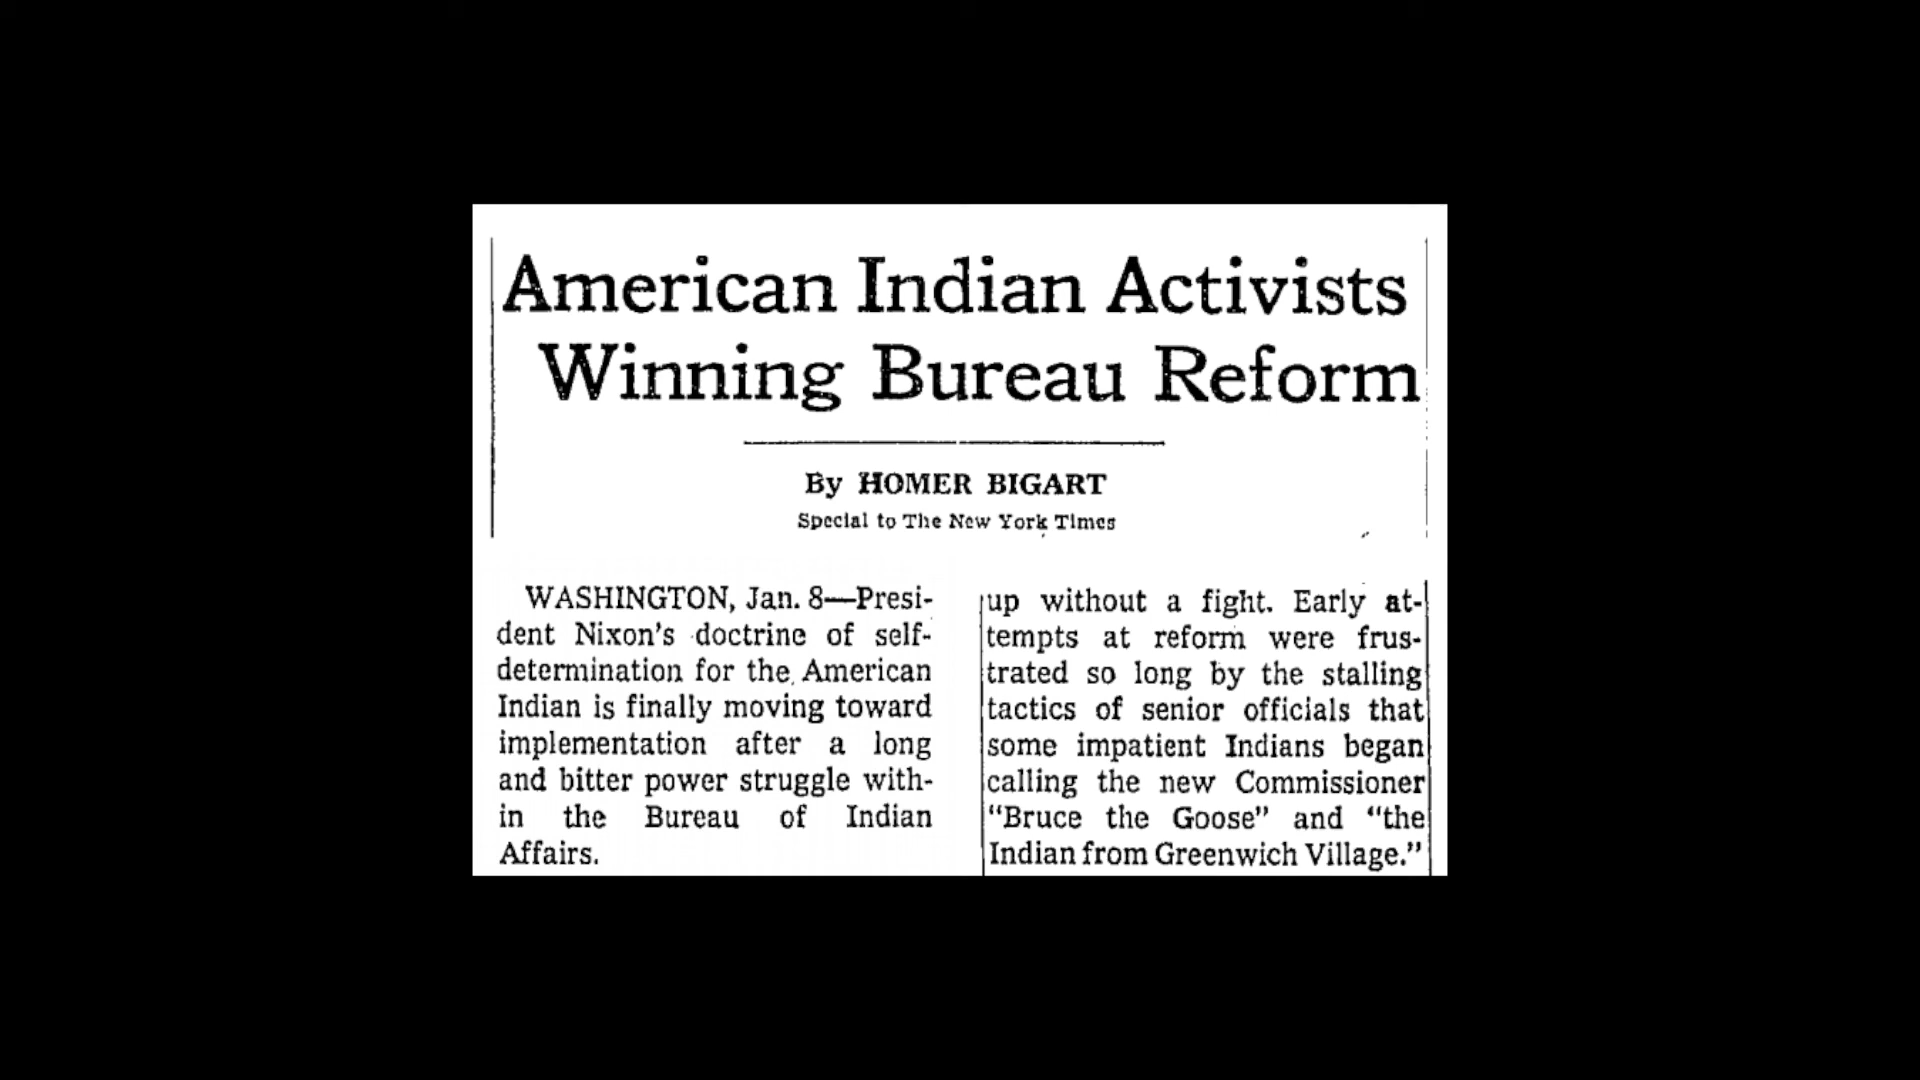 American Indian Activists
Winning Bureau Reform
By HOMER BIGART
Special to The New York Times
WASHINGTON, Jan. 8—Presi-
dent Nixon's doctrine of self-
determination for the American
Indian is finally moving toward
implementation after a long
and bitter power struggle with-
in the Bureau of Indian
Affairs.
up without a fight. Early at-
tempts at reform were frus-
trated so long by the stalling
tactics of senior officials that
some impatient Indians began
calling the new Commissioner
"Bruce the Goose" and "the
Indian from Greenwich Village."